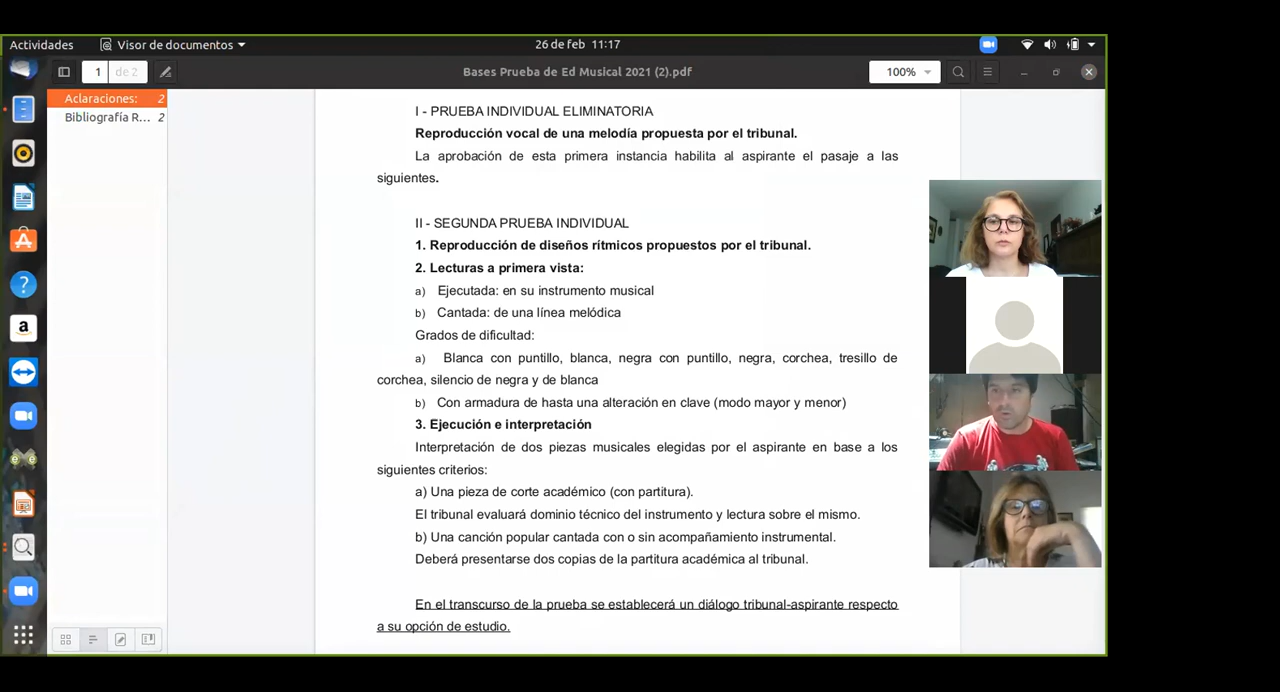 Actividades
Visor de documentos
26 de feb 11:17
1
de 2
Bases Prueba de Ed Musical 2021 (2).pdf
100%
Aclaraciones: 2
Bibliografía R... 2
I - PRUEBA INDIVIDUAL ELIMINATORIA
Reproducción vocal de una melodía propuesta por el tribunal.
La aprobación de esta primera instancia habilita al aspirante el pasaje a las
siguientes.
II - SEGUNDA PRUEBA INDIVIDUAL
1. Reproducción de diseños rítmicos propuestos por el tribunal.
2. Lecturas a primera vista:
a) Ejecutada: en su instrumento musical
b) Cantada: de una línea melódica
Grados de dificultad:
a) Blanca con puntillo, blanca, negra con puntillo, negra, corchea, tresillo de
corchea, silencio de negra y de blanca
b) Con armadura de hasta una alteración en clave (modo mayor y menor)
3. Ejecución e interpretación
Interpretación de dos piezas musicales elegidas por el aspirante en base a los
siguientes criterios:
a) Una pieza de corte académico (con partitura).
El tribunal evaluará dominio técnico del instrumento y lectura sobre el mismo.
b) Una canción popular cantada con o sin acompañamiento instrumental.
Deberá presentarse dos copias de la partitura académica al tribunal.
En el transcurso de la prueba se establecerá un diálogo tribunal-aspirante respecto
a su opción de estudio.